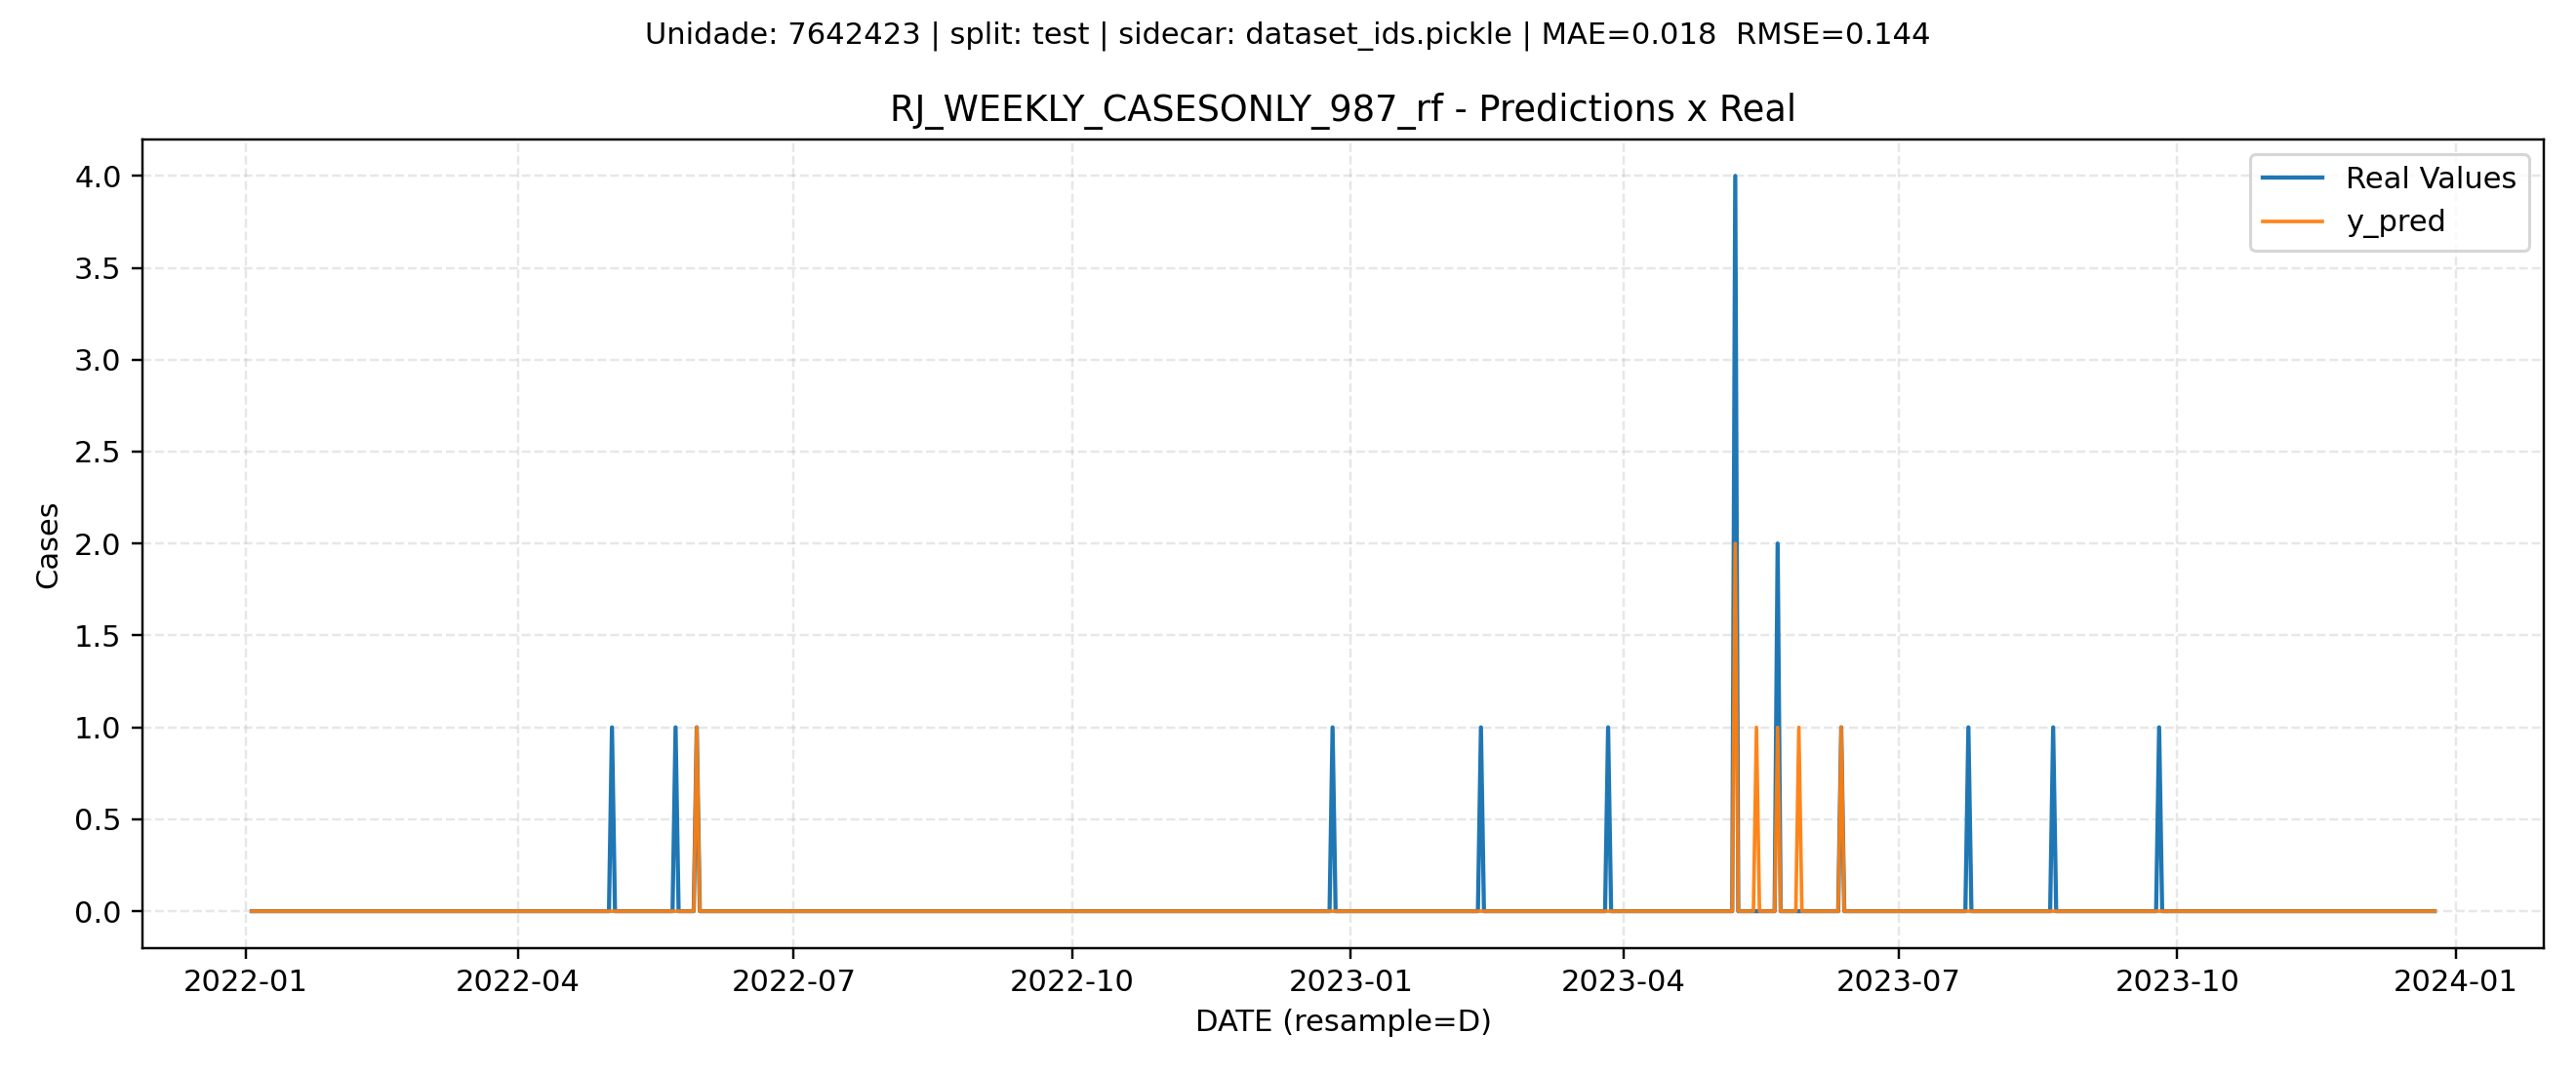 Unidade: 7642423 | split: test | sidecar: dataset_ids.pickle | MAE=0.018  RMSE=0.144
RJ_WEEKLY_CASESONLY_987_rf - Predictions x Real
Real Values
y_pred
4.0
3.5
3.0
2.5
2.0
1.5
1.0
0.5
0.0
Cases
2022-01 2022-04 2022-07 2022-10 2023-01 2023-04 2023-07 2023-10 2024-01
DATE (resample=D)